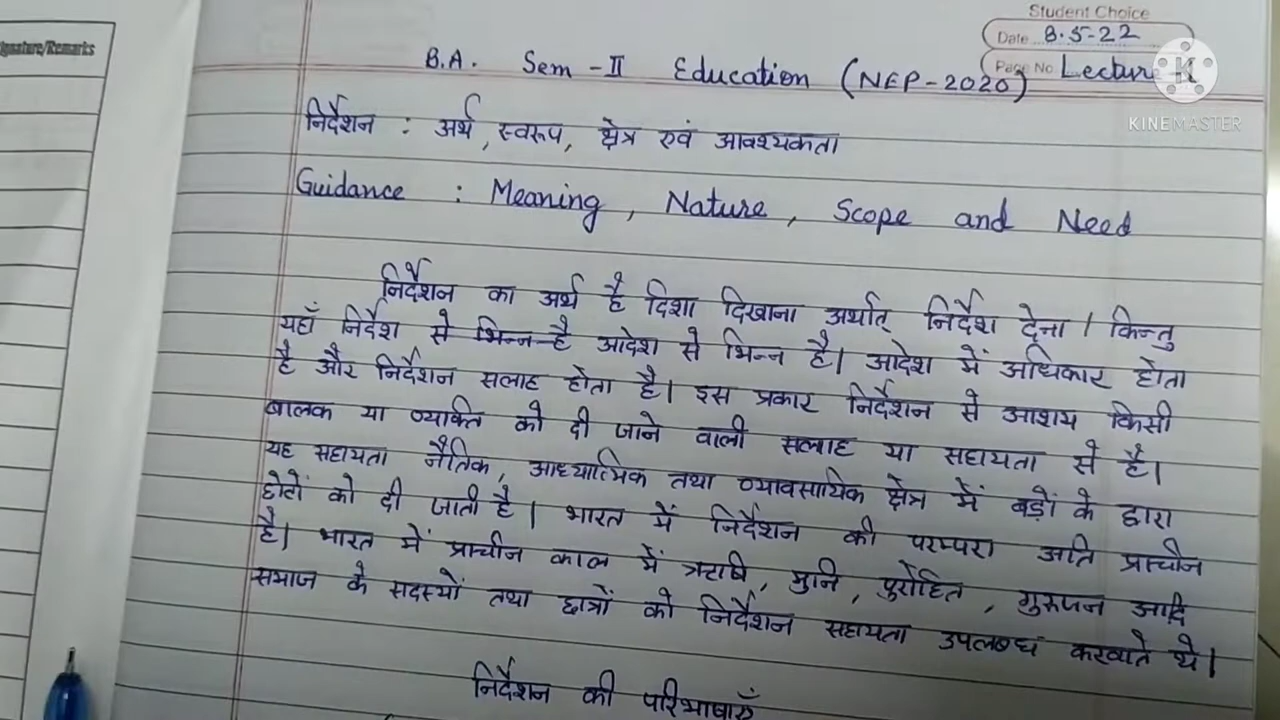 Signature/Remarks
Student Choice
Date 8.5.22
Page No Lecture - 1
KINEMASTER
B.A. Sem - II Education (NEP-2020)
निर्देशन : अर्थ, स्वरूप, क्षेत्र एवं आवश्यकता
Guidance : Meaning, Nature, Scope and Need
निर्देशन का अर्थ है दिशा दिखाना अर्थात् निर्देश देना। किन्तु
यहाँ निर्देश से भिन्न है आदेश से भिन्न है। आदेश में अधिकार होता
है और निर्देशन सलाह होता है। इस प्रकार निर्देशन से आशय किसी
बालक या व्यक्ति को दी जाने वाली सलाह या सहायता से है।
यह सहायता नैतिक, आध्यात्मिक तथा व्यावसायिक क्षेत्र में बड़ों के द्वारा
छोटों को दी जाती है। भारत में निर्देशन की परम्परा अति प्राचीन
है। भारत में प्राचीन काल में ऋषि, मुनि, पुरोहित, गुरुजन आदि
समाज के सदस्यों तथा छात्रों को निर्देशन सहायता उपलब्ध करवाते थे।
निर्देशन की परिभाषाएँ